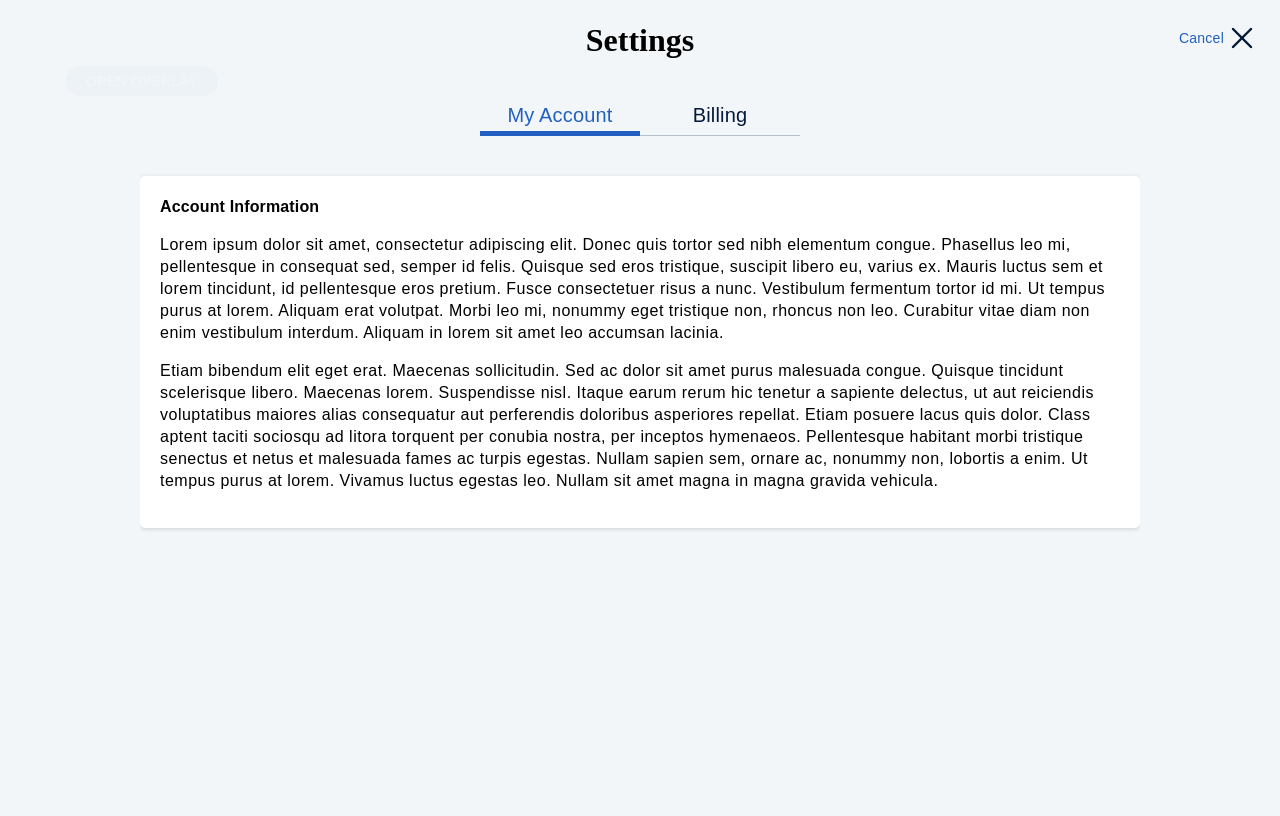 Settings
Cancel
OPEN OVERLAY
My Account
Billing
Account Information
Lorem ipsum dolor sit amet, consectetur adipiscing elit. Donec quis tortor sed nibh elementum congue. Phasellus leo mi,
pellentesque in consequat sed, semper id felis. Quisque sed eros tristique, suscipit libero eu, varius ex. Mauris luctus sem et
lorem tincidunt, id pellentesque eros pretium. Fusce consectetuer risus a nunc. Vestibulum fermentum tortor id mi. Ut tempus
purus at lorem. Aliquam erat volutpat. Morbi leo mi, nonummy eget tristique non, rhoncus non leo. Curabitur vitae diam non
enim vestibulum interdum. Aliquam in lorem sit amet leo accumsan lacinia.
Etiam bibendum elit eget erat. Maecenas sollicitudin. Sed ac dolor sit amet purus malesuada congue. Quisque tincidunt
scelerisque libero. Maecenas lorem. Suspendisse nisl. Itaque earum rerum hic tenetur a sapiente delectus, ut aut reiciendis
voluptatibus maiores alias consequatur aut perferendis doloribus asperiores repellat. Etiam posuere lacus quis dolor. Class
aptent taciti sociosqu ad litora torquent per conubia nostra, per inceptos hymenaeos. Pellentesque habitant morbi tristique
senectus et netus et malesuada fames ac turpis egestas. Nullam sapien sem, ornare ac, nonummy non, lobortis a enim. Ut
tempus purus at lorem. Vivamus luctus egestas leo. Nullam sit amet magna in magna gravida vehicula.